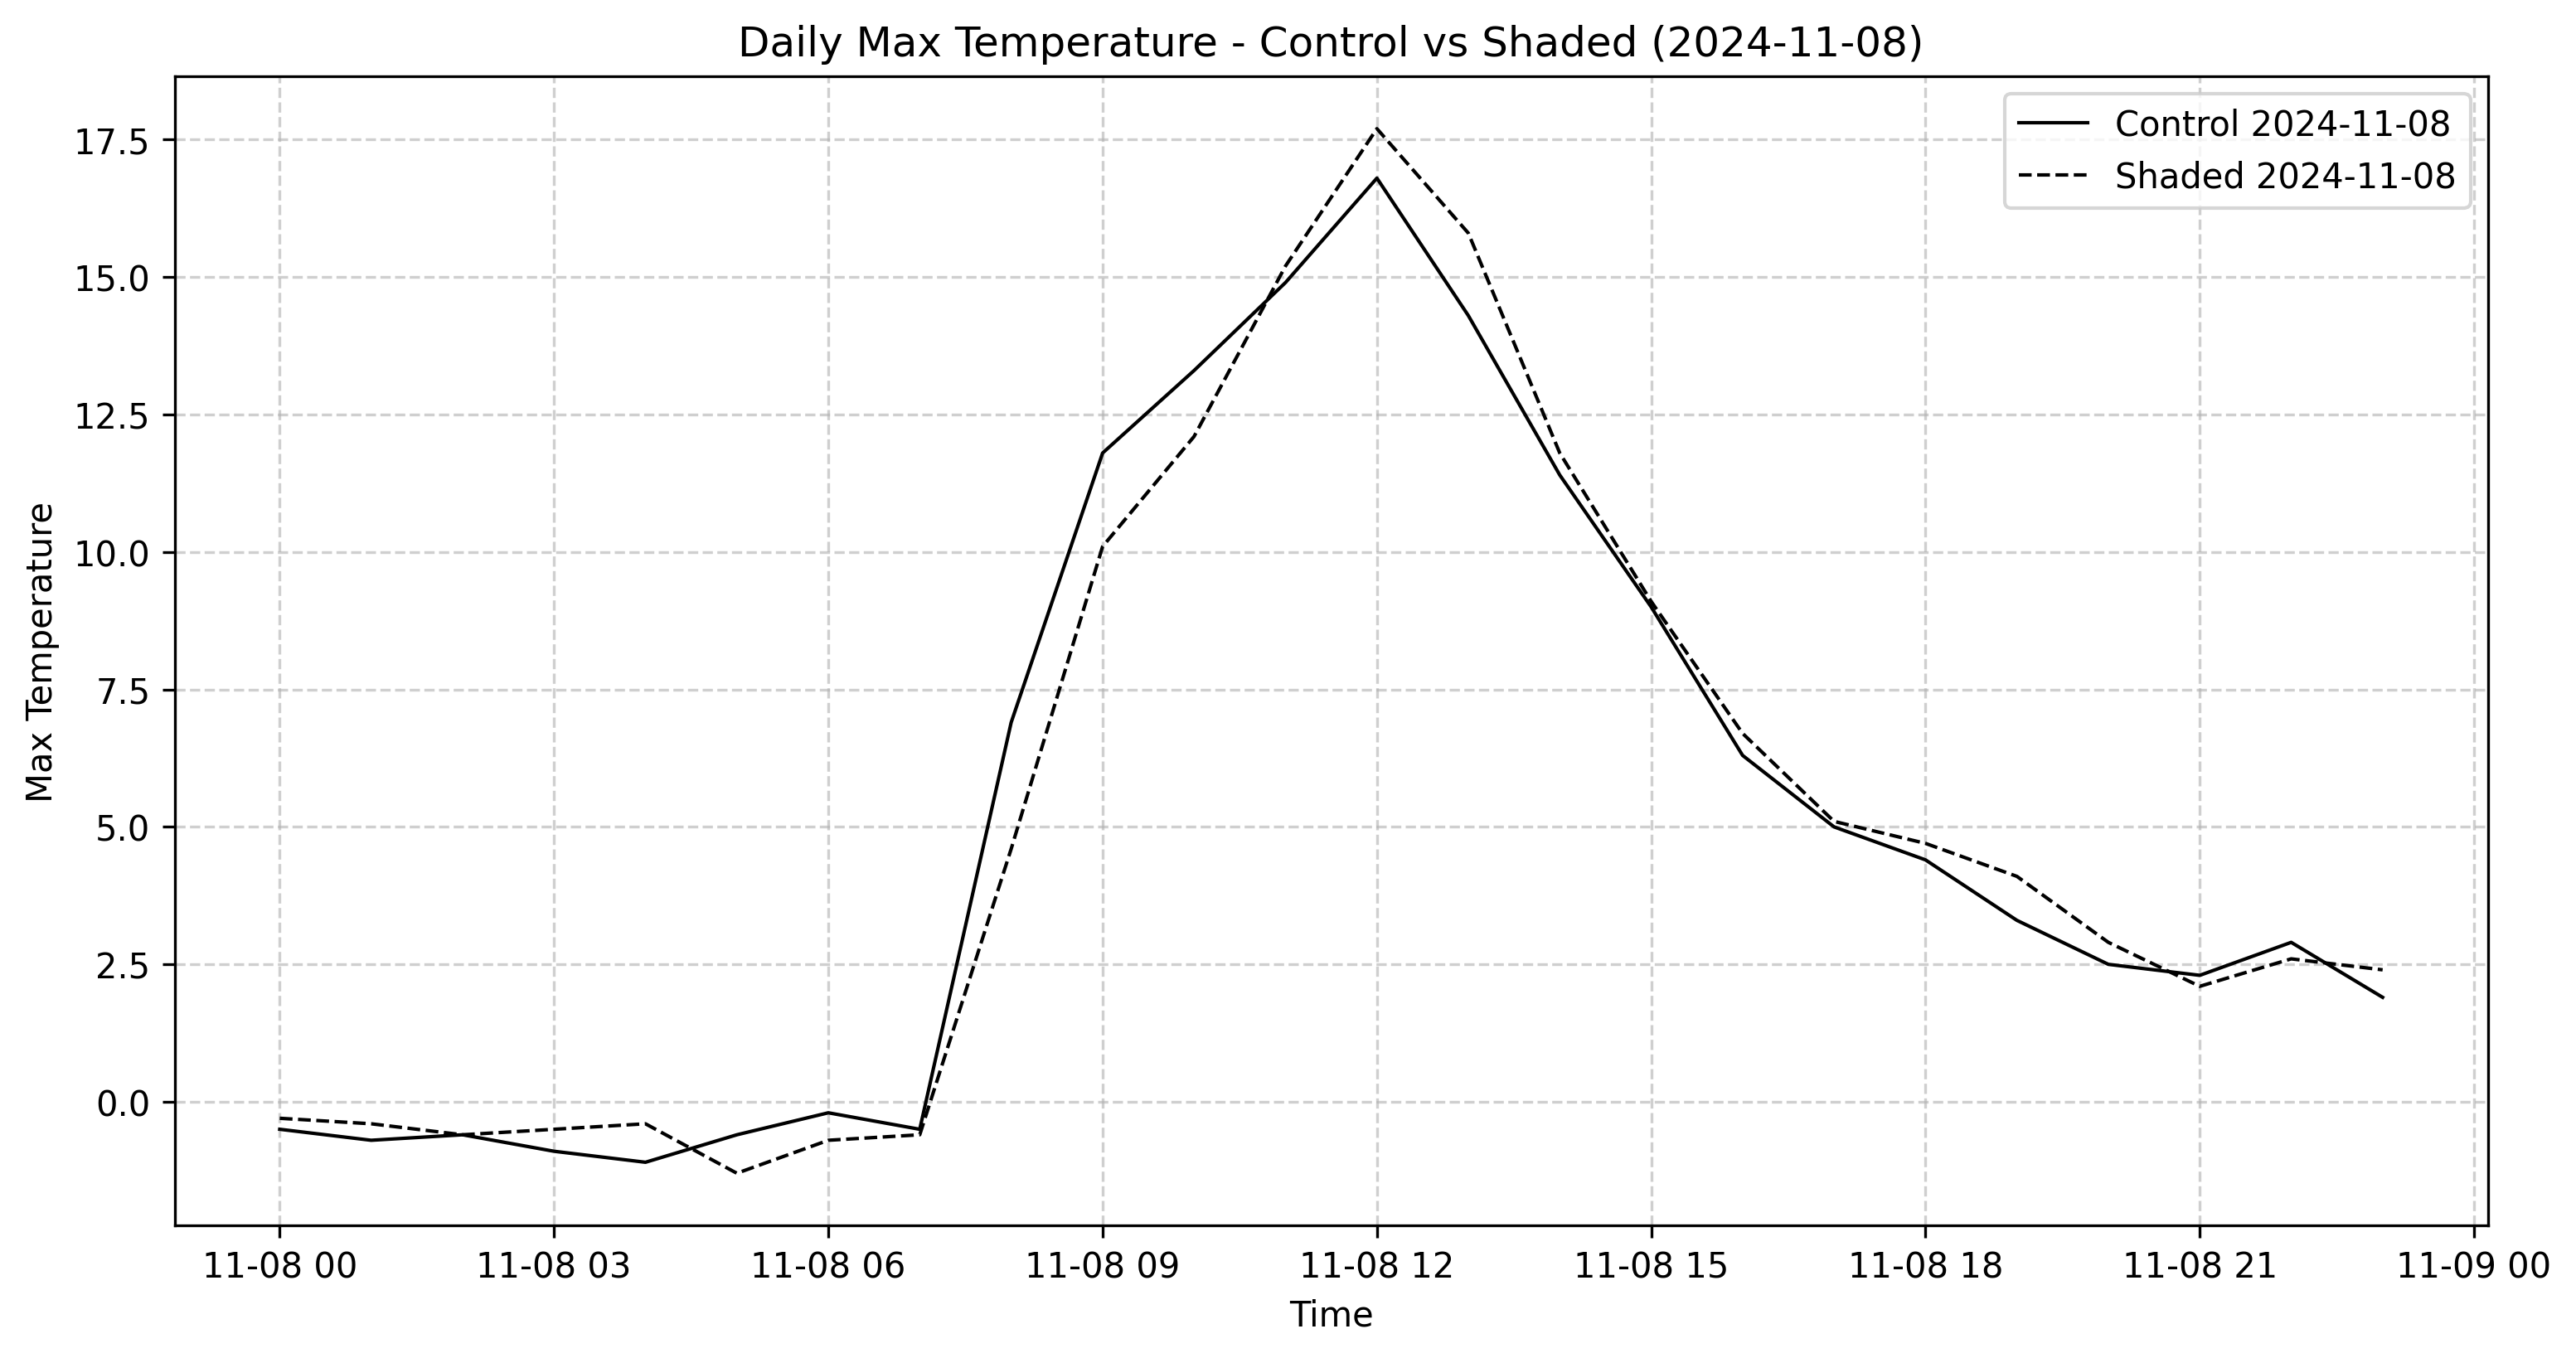 Daily Max Temperature - Control vs Shaded (2024-11-08)
Control 2024-11-08
Shaded 2024-11-08
Max Temperature
17.5
15.0
12.5
10.0
7.5
5.0
2.5
0.0
11-08 00 11-08 03 11-08 06 11-08 09 11-08 12 11-08 15 11-08 18 11-08 21 11-09 00
Time